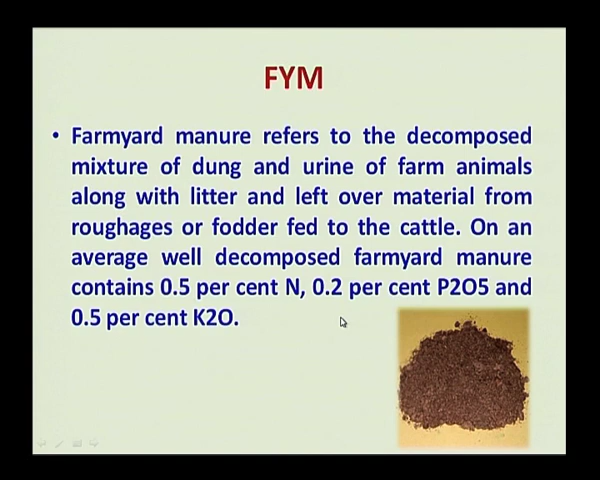 FYM
• Farmyard manure refers to the decomposed
mixture of dung and urine of farm animals
along with litter and left over material from
roughages or fodder fed to the cattle. On an
average well decomposed farmyard manure
contains 0.5 per cent N, 0.2 per cent P2O5 and
0.5 per cent K2O.